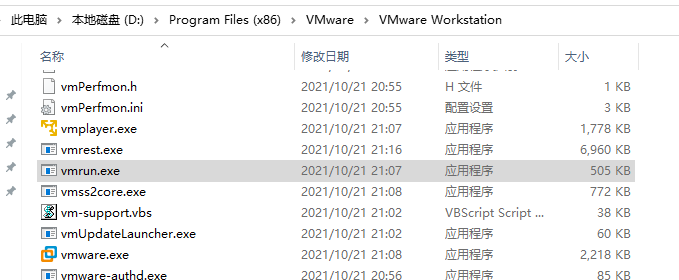 此电脑 > 本地磁盘 (D:) > Program Files (x86) > VMware > VMware Workstation
名称 修改日期 类型 大小
vmPerfmon.h 2021/10/21 20:55 H 文件 1 KB
vmPerfmon.ini 2021/10/21 20:55 配置设置 3 KB
vmplayer.exe 2021/10/21 21:07 应用程序 1,778 KB
vmrest.exe 2021/10/21 21:16 应用程序 6,960 KB
vmrun.exe 2021/10/21 21:07 应用程序 505 KB
vmss2core.exe 2021/10/21 21:08 应用程序 772 KB
vm-support.vbs 2021/10/21 21:02 VBScript Script ... 38 KB
vmUpdateLauncher.exe 2021/10/21 21:02 应用程序 60 KB
vmware.exe 2021/10/21 21:08 应用程序 2,218 KB
vmware-authd.exe 2021/10/21 20:56 应用程序 85 KB